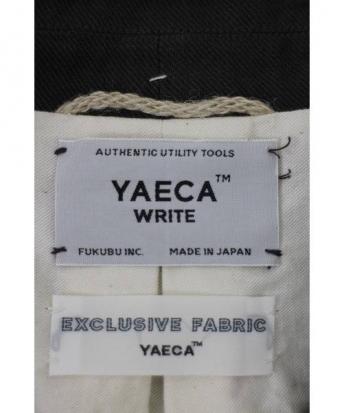 AUTHENTIC UTILITY TOOLS
YAECA™
WRITE
FUKUBU INC. MADE IN JAPAN
EXCLUSIVE FABRIC
YAECA™